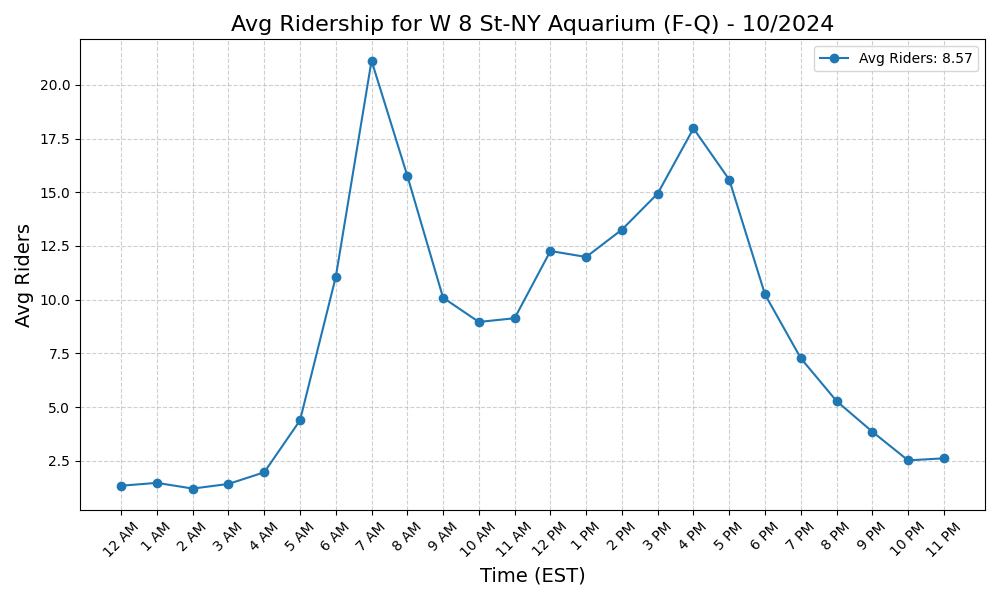 Avg Ridership for W 8 St-NY Aquarium (F-Q) - 10/2024
Avg Riders: 8.57
Avg Riders
20.0
17.5
15.0
12.5
10.0
7.5
5.0
2.5
12 AM
1 AM
2 AM
3 AM
4 AM
5 AM
6 AM
7 AM
8 AM
9 AM
10 AM
11 AM
12 PM
1 PM
2 PM
3 PM
4 PM
5 PM
6 PM
7 PM
8 PM
9 PM
10 PM
11 PM
Time (EST)